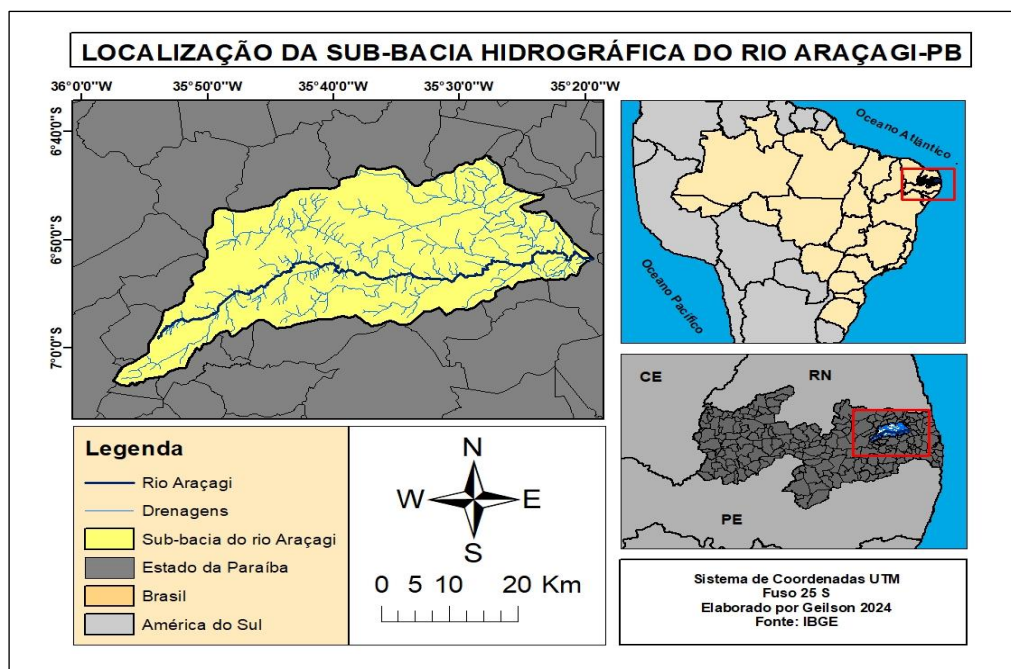 LOCALIZAÇÃO DA SUB-BACIA HIDROGRÁFICA DO RIO ARAÇAGI-PB
36°0'0"W 35°50'0"W 35°40'0"W 35°30'0"W 35°20'0"W
6°40'0"S
6°50'0"S
7°0'0"S
Oceano Atlântico
Oceano Pacífico
CE
RN
PE
Legenda
Rio Araçagi
Drenagens
Sub-bacia do rio Araçagi
Estado da Paraíba
Brasil
América do Sul
N
W E
S
0 5 10 20 Km
Sistema de Coordenadas UTM
Fuso 25 S
Elaborado por Geilson 2024
Fonte: IBGE